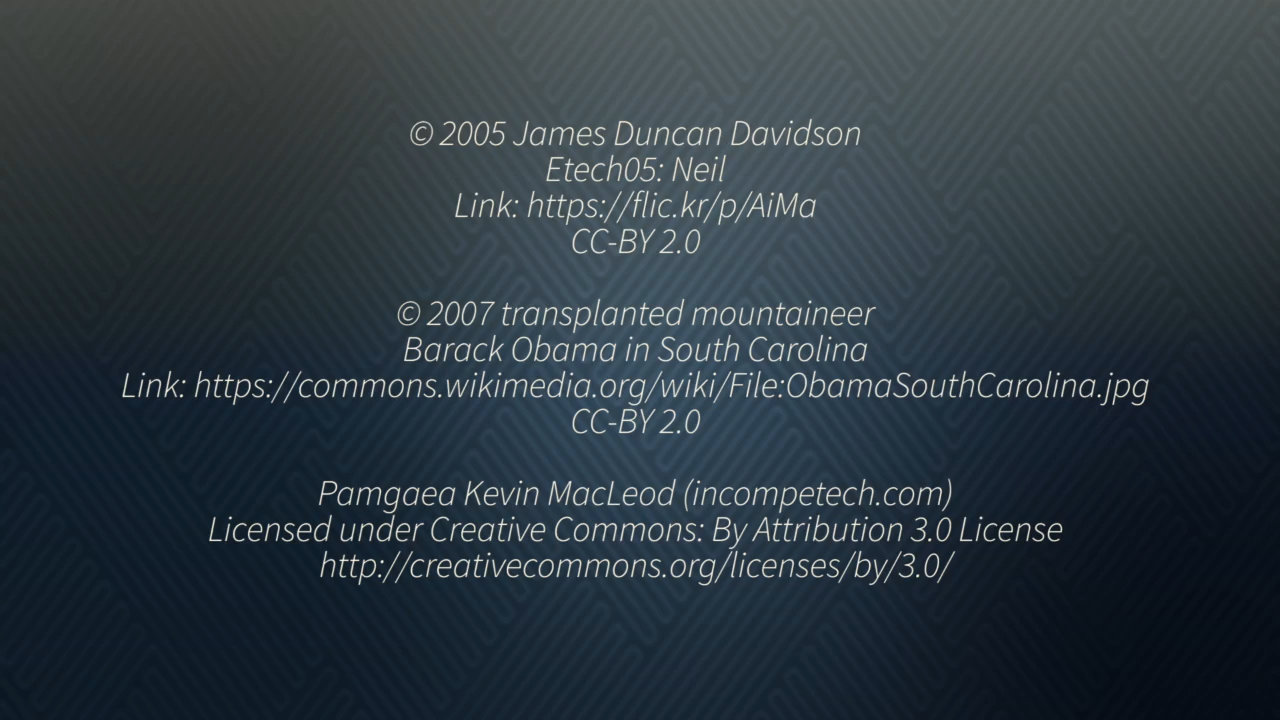 © 2005 James Duncan Davidson
Etech05: Neil
Link: https://flic.kr/p/AiMa
CC-BY 2.0
© 2007 transplanted mountaineer
Barack Obama in South Carolina
Link: https://commons.wikimedia.org/wiki/File:ObamaSouthCarolina.jpg
CC-BY 2.0
Pamgaea Kevin MacLeod (incompetech.com)
Licensed under Creative Commons: By Attribution 3.0 License
http://creativecommons.org/licenses/by/3.0/